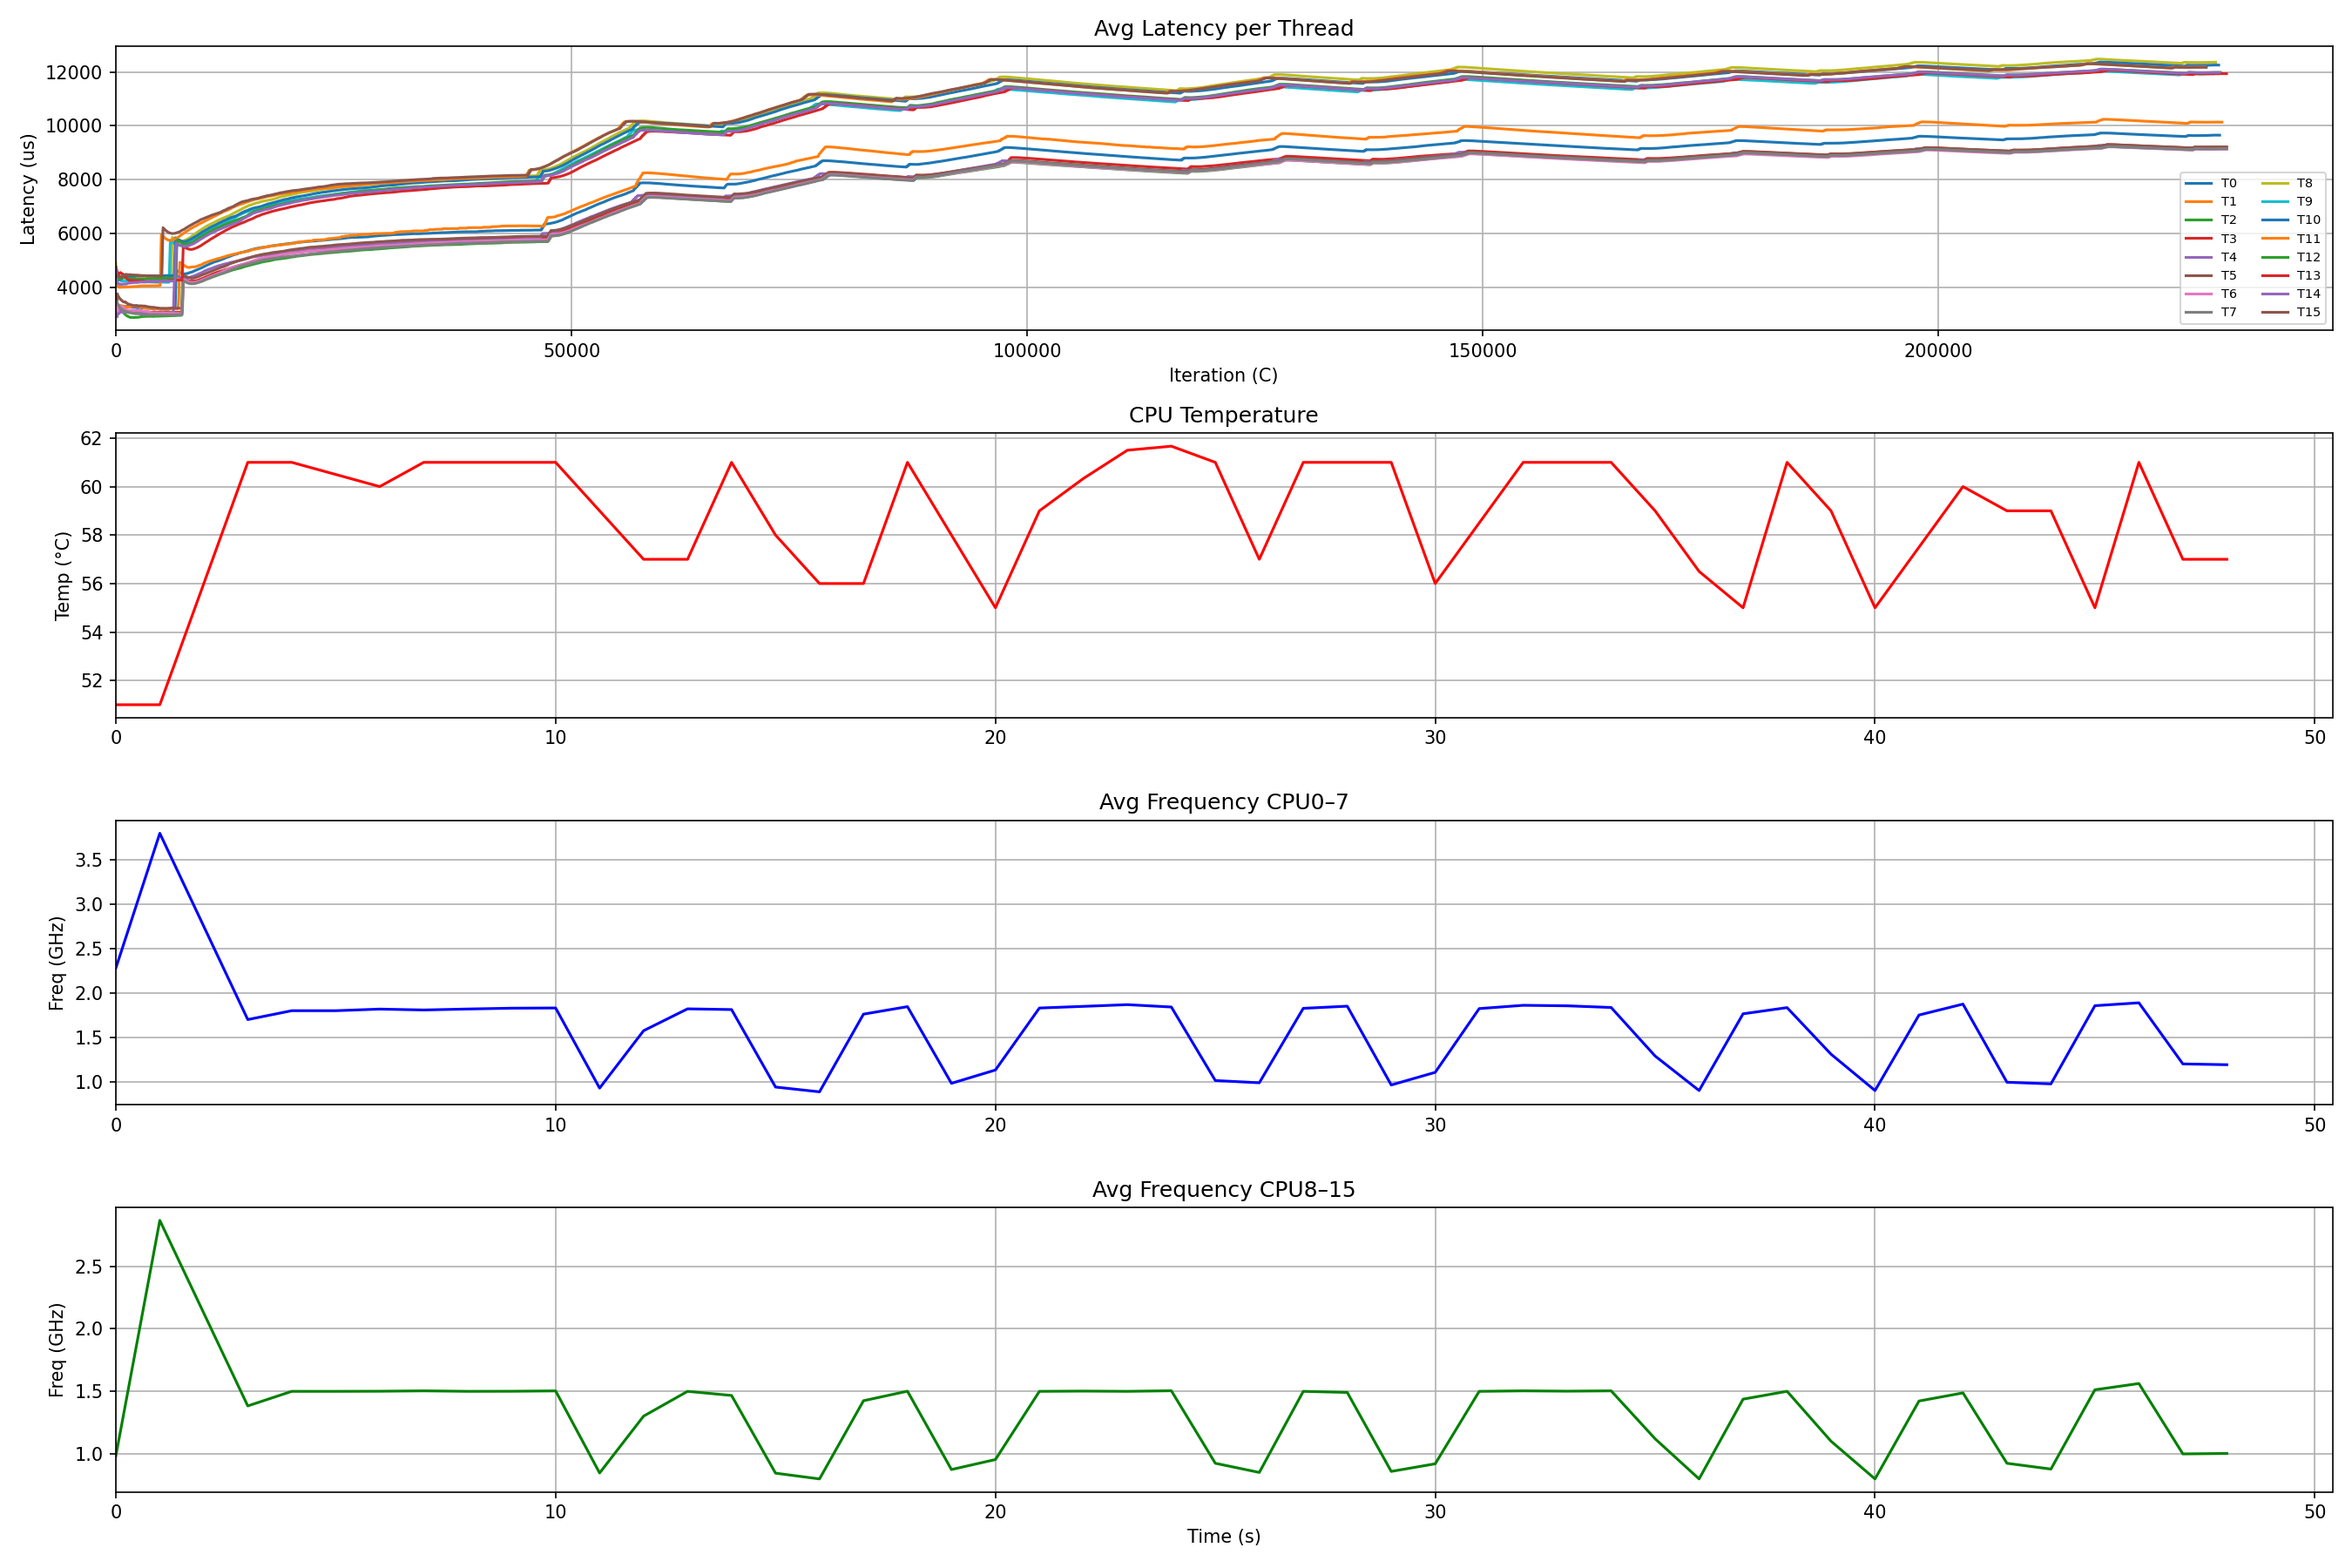 Avg Latency per Thread
Latency (us)
12000
10000
8000
6000
4000
T0 T8
T1 T9
T2 T10
T3 T11
T4 T12
T5 T13
T6 T14
T7 T15
0 50000 100000 150000 200000
Iteration (C)
CPU Temperature
Temp (°C)
62
60
58
56
54
52
0 10 20 30 40 50
Avg Frequency CPU0–7
Freq (GHz)
3.5
3.0
2.5
2.0
1.5
1.0
0 10 20 30 40 50
Avg Frequency CPU8–15
Freq (GHz)
2.5
2.0
1.5
1.0
0 10 20 30 40 50
Time (s)